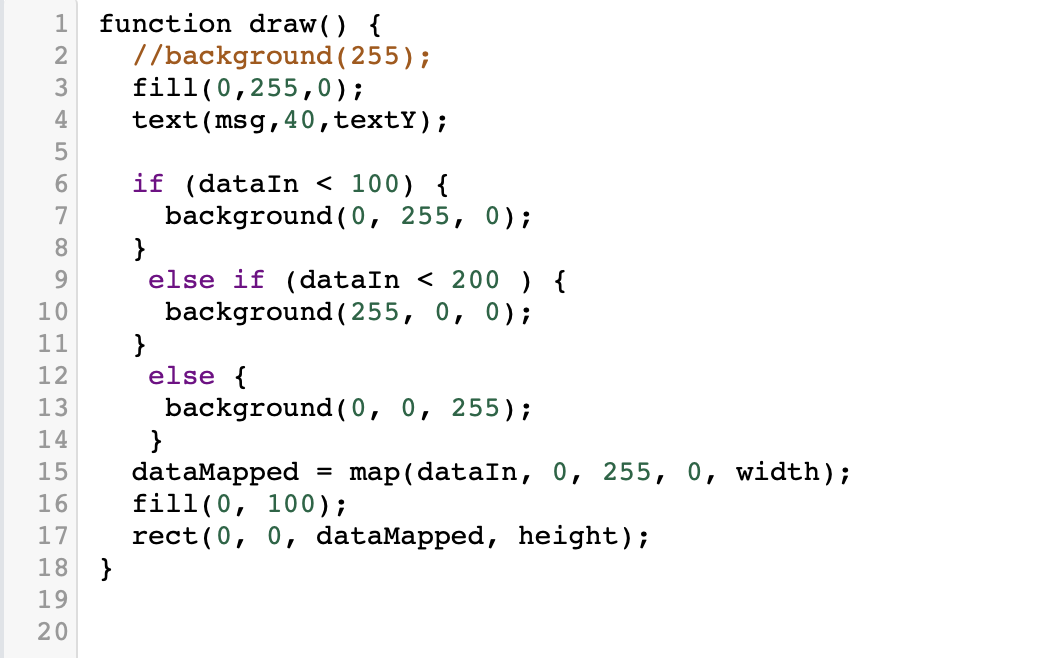 1 function draw() {
2   //background(255);
3   fill(0,255,0);
4   text(msg,40,textY);
5
6   if (dataIn < 100) {
7     background(0, 255, 0);
8   }
9    else if (dataIn < 200 ) {
10     background(255, 0, 0);
11   }
12    else {
13     background(0, 0, 255);
14    }
15   dataMapped = map(dataIn, 0, 255, 0, width);
16   fill(0, 100);
17   rect(0, 0, dataMapped, height);
18 }
19
20